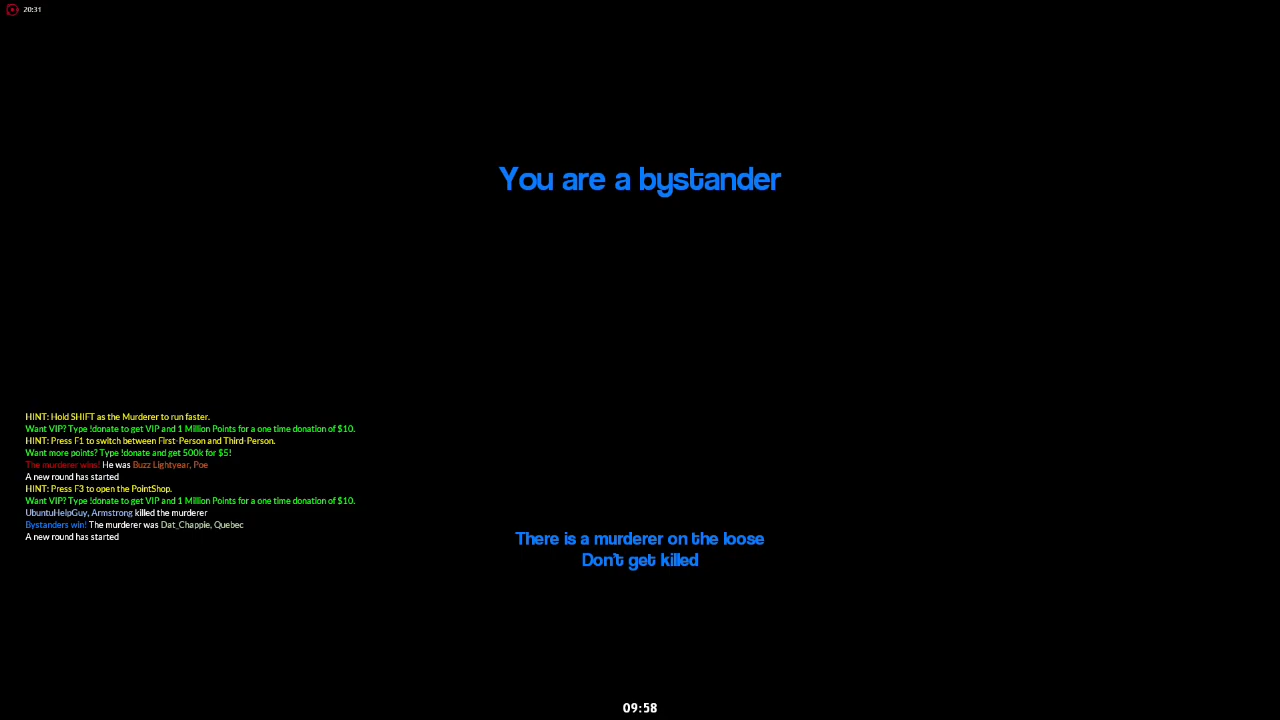 20:31
You are a bystander
HINT: Hold SHIFT as the Murderer to run faster.
Want VIP? Type !donate to get VIP and 1 Million Points for a one time donation of $10.
HINT: Press F1 to switch between First-Person and Third-Person.
Want more points? Type !donate and get 500k for $5!
The murderer wins! He was Buzz Lightyear, Poe
A new round has started
HINT: Press F3 to open the PointShop.
Want VIP? Type !donate to get VIP and 1 Million Points for a one time donation of $10.
UbuntuHelpGuy, Armstrong killed the murderer
Bystanders win! The murderer was Dat_Chappie, Quebec
A new round has started
There is a murderer on the loose
Don't get killed
09:58